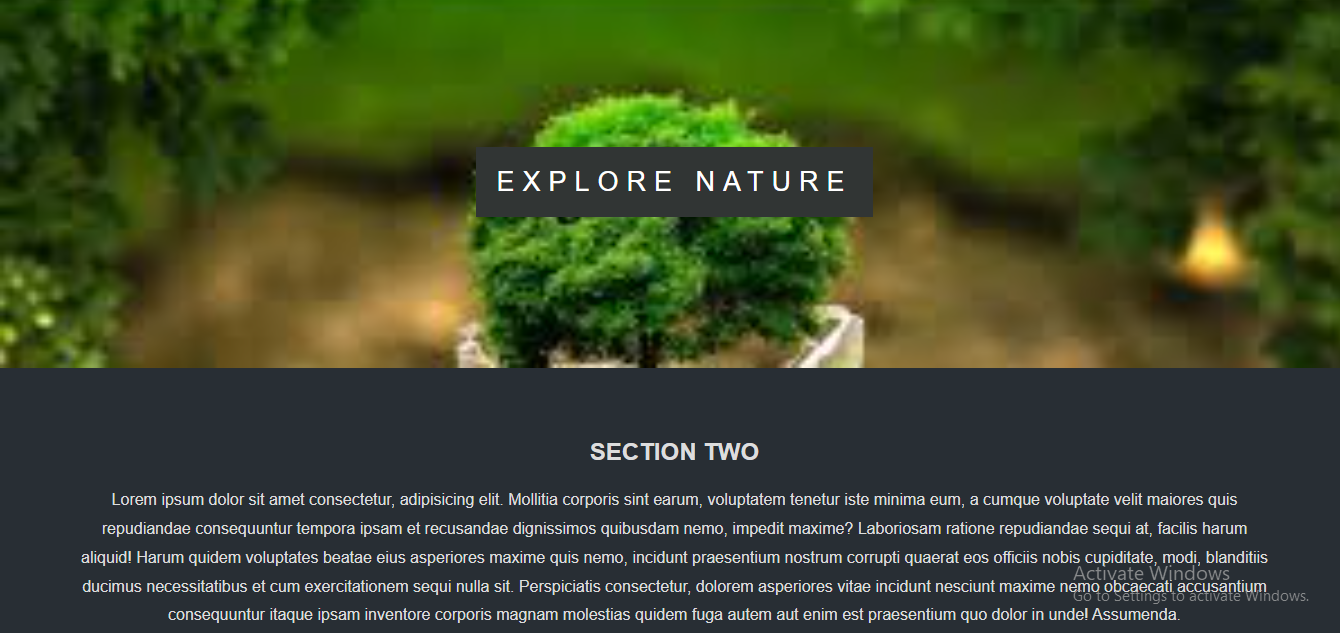 EXPLORE NATURE
SECTION TWO
Lorem ipsum dolor sit amet consectetur, adipisicing elit. Mollitia corporis sint earum, voluptatem tenetur iste minima eum, a cumque voluptate velit maiores quis
repudiandae consequuntur tempora ipsam et recusandae dignissimos quibusdam nemo, impedit maxime? Laboriosam ratione repudiandae sequi at, facilis harum
aliquid! Harum quidem voluptates beatae eius asperiores maxime quis nemo, incidunt praesentium nostrum corrupti quaerat eos officiis nobis cupiditate, modi, blanditiis
ducimus necessitatibus et cum exercitationem sequi nulla sit. Perspiciatis consectetur, dolorem asperiores vitae incidunt nesciunt maxime nemo obcaecati accusantium
consequuntur itaque ipsam inventore corporis magnam molestias quidem fuga autem aut enim est praesentium quo dolor in unde! Assumenda.
Activate Windows
Go to Settings to activate Windows.